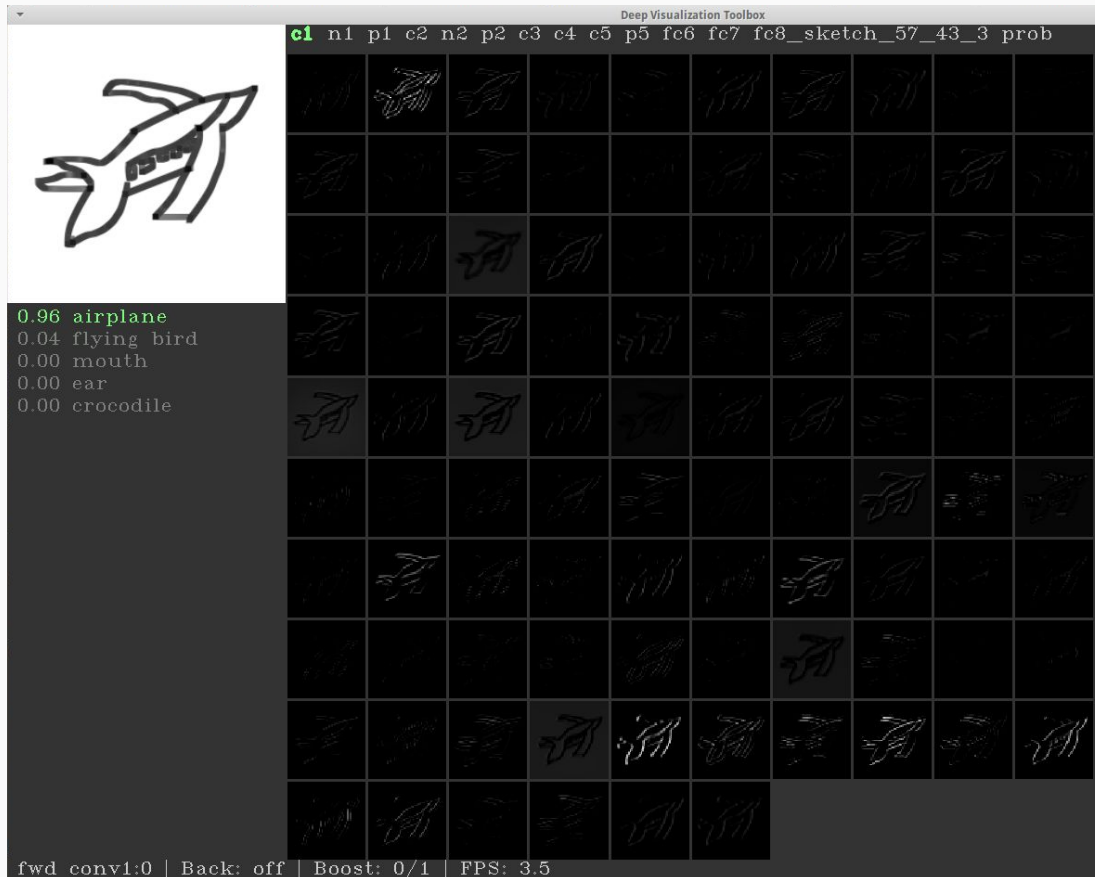 Deep Visualization Toolbox
c1 n1 p1 c2 n2 p2 c3 c4 c5 p5 fc6 fc7 fc8_sketch_57_43_3 prob
0.96 airplane
0.04 flying bird
0.00 mouth
0.00 ear
0.00 crocodile
fwd conv1:0 | Back: off | Boost: 0/1 | FPS: 3.5